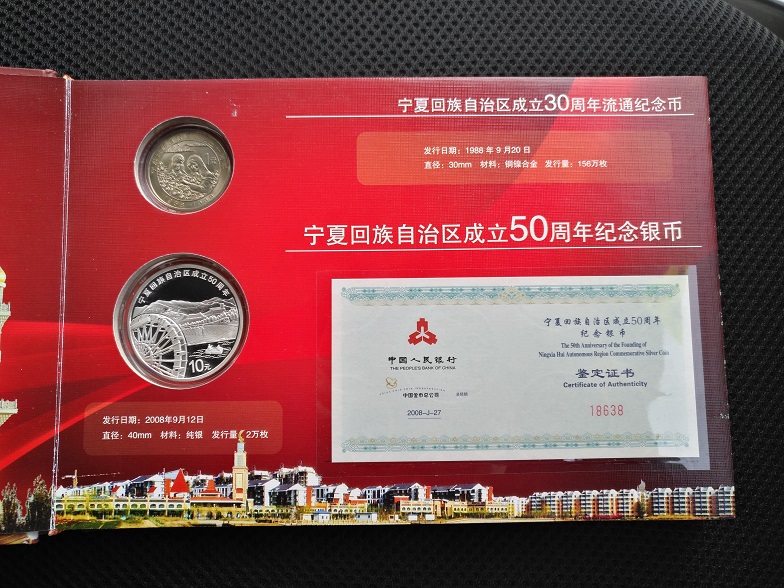 宁夏回族自治区成立30周年流通纪念币
发行日期：1988年9月20日
直径：30mm 材料：铜镍合金 发行量：156万枚
宁夏回族自治区成立50周年纪念银币
宁夏回族自治区成立50周年
10元
发行日期：2008年9月12日
直径：40mm 材料：纯银 发行量：2万枚
中国人民银行
THE PEOPLE'S BANK OF CHINA
中国金币总公司
2008-J-27
宁夏回族自治区成立50周年
纪念银币
The 50th Anniversary of the Founding of
Ningxia Hui Autonomous Region Commemorative Silver Coin
鉴定证书
Certificate of Authenticity
18638